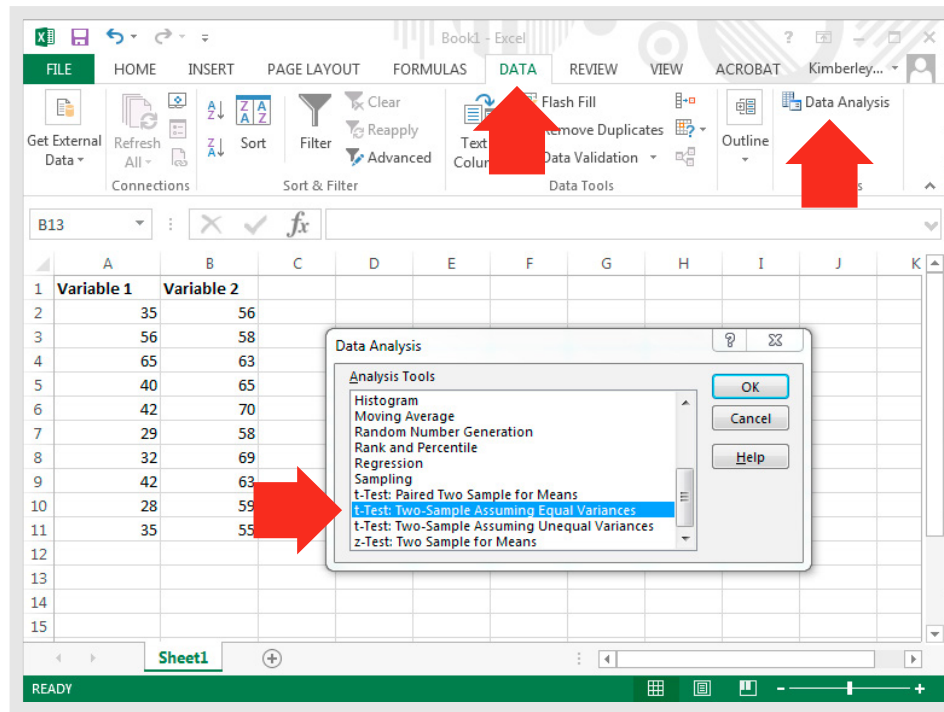 Book1 - Excel ?
FILE HOME INSERT PAGE LAYOUT FORMULAS DATA REVIEW VIEW ACROBAT Kimberley...
Get External Data
Refresh All
Connections
Sort
Filter
Clear
Reapply
Advanced
Sort & Filter
Text
Flash Fill
Data Validation
Data Tools
Outline
Data Analysis
B13 fx
A B C D E F G H I J K
1 Variable 1 Variable 2
2 35 56
3 56 58
4 65 63
5 40 65
6 42 70
7 29 58
8 32 69
9 42 63
10 28 59
11 35 55
12
13
14
15
Data Analysis ?
Analysis Tools
Histogram
Moving Average
Random Number Generation
Rank and Percentile
Regression
Sampling
t-Test: Paired Two Sample for Means
t-Test: Two-Sample Assuming Equal Variances
t-Test: Two-Sample Assuming Unequal Variances
z-Test: Two Sample for Means
OK
Cancel
Help
Sheet1
READY